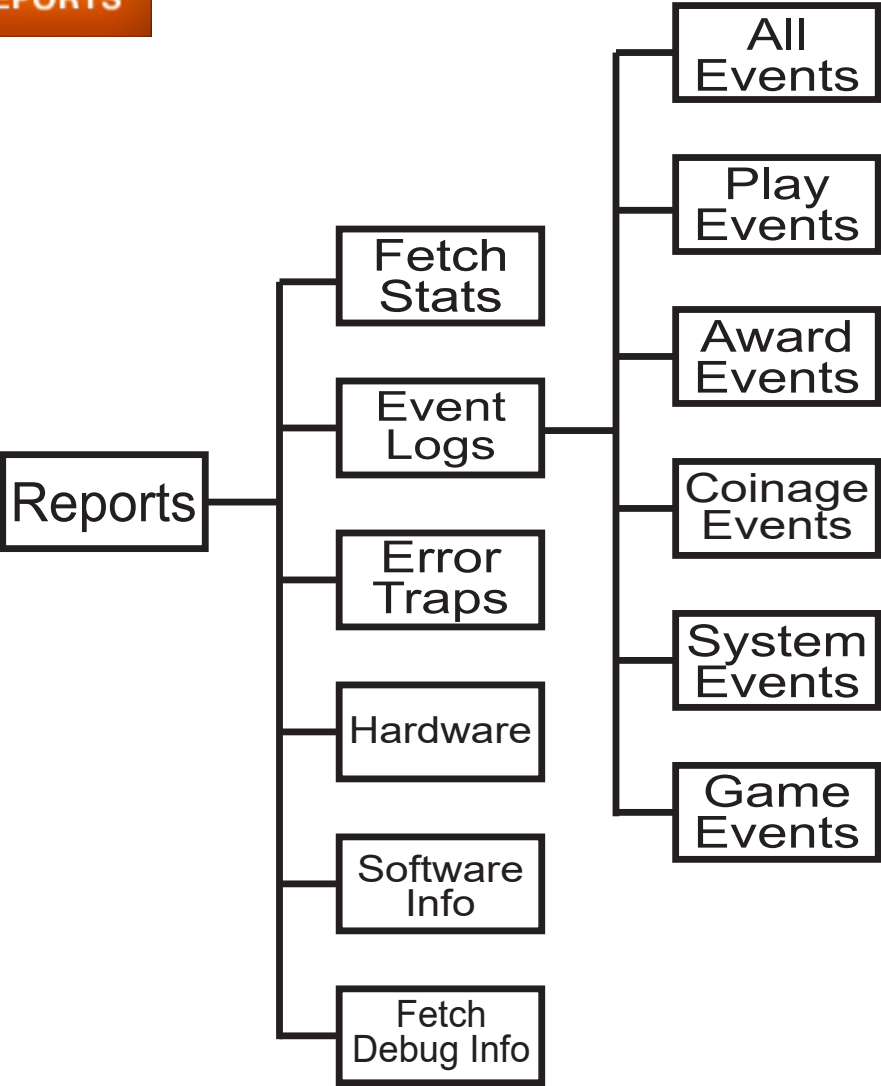 EPORTS
Reports
Fetch
Stats
Event
Logs
Error
Traps
Hardware
Software
Info
Fetch
Debug Info
All
Events
Play
Events
Award
Events
Coinage
Events
System
Events
Game
Events